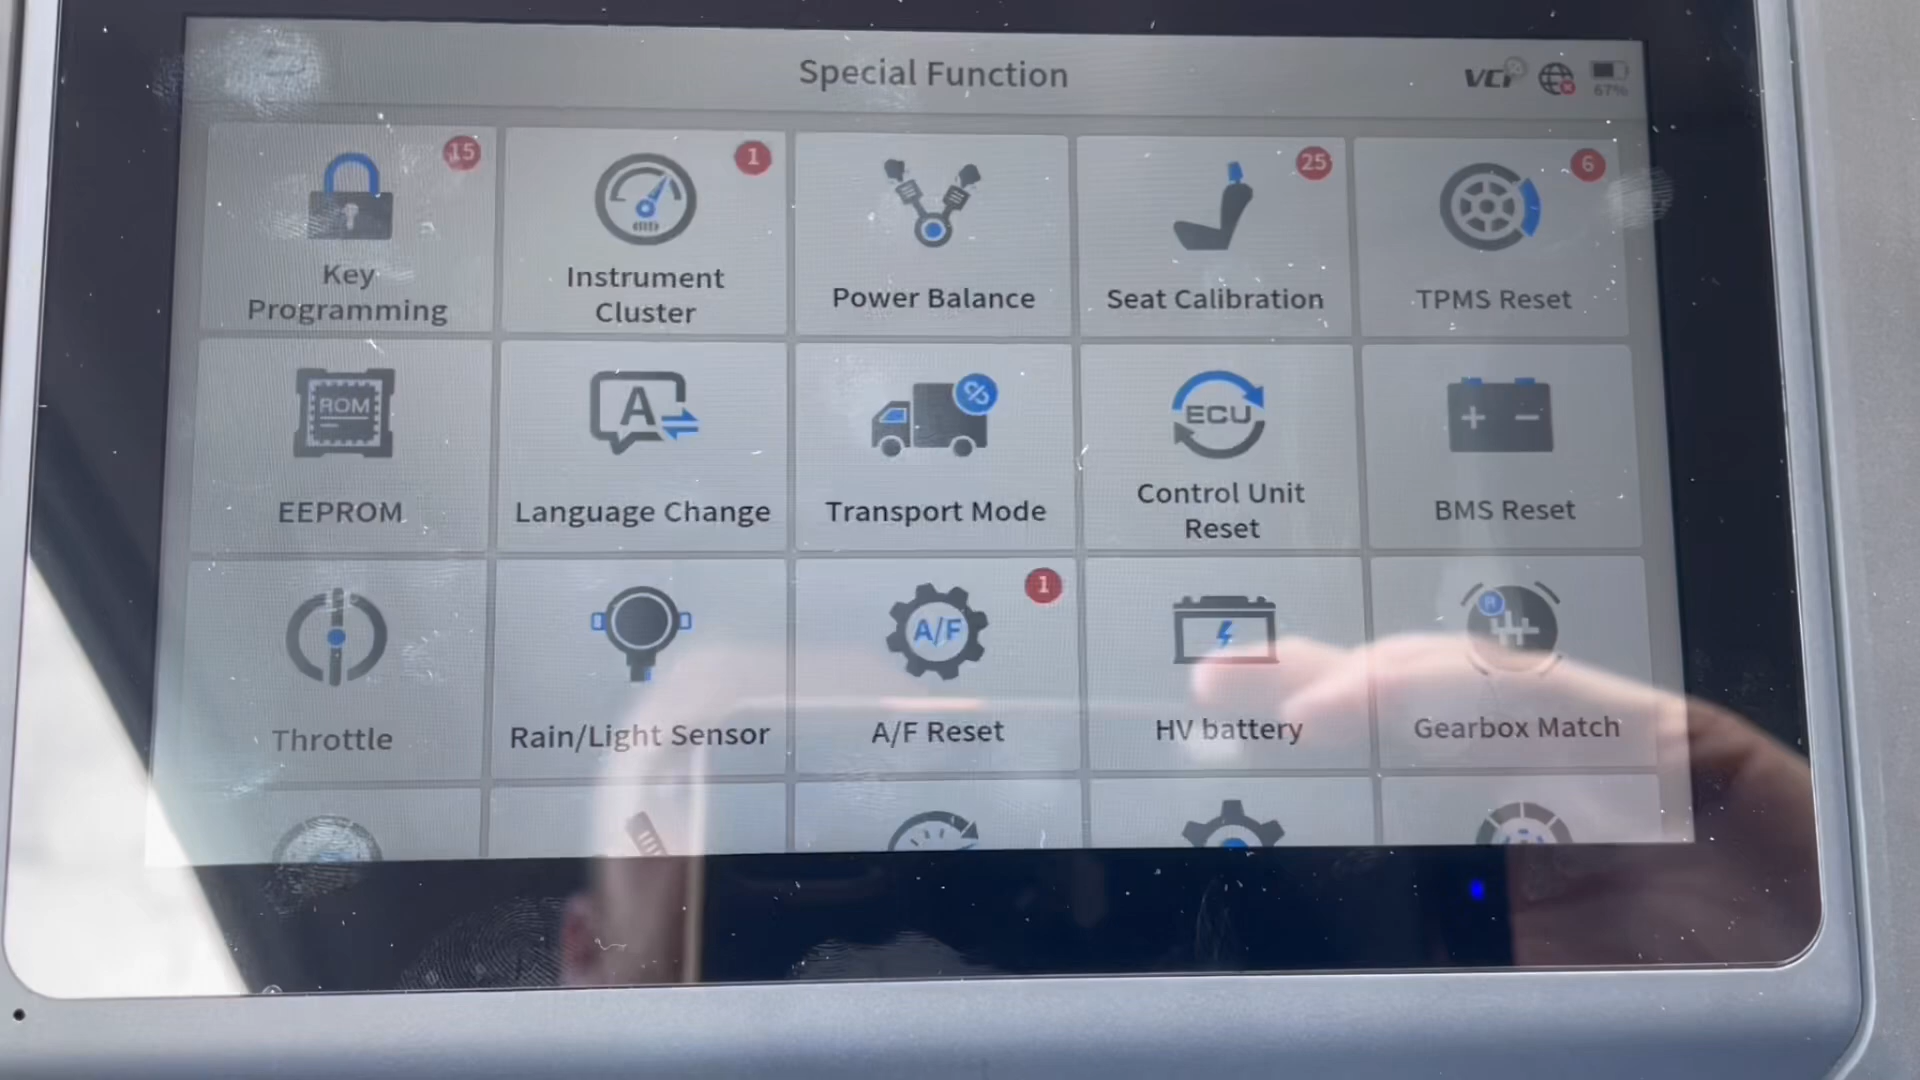 Special Function
VCI
67%
15
1
25
6
Key
Programming
Instrument
Cluster
Power Balance
Seat Calibration
TPMS Reset
ROM
A
ECU
+ -
EEPROM
Language Change
Transport Mode
Control Unit
Reset
BMS Reset
1
A/F
R
Throttle
Rain/Light Sensor
A/F Reset
HV battery
Gearbox Match